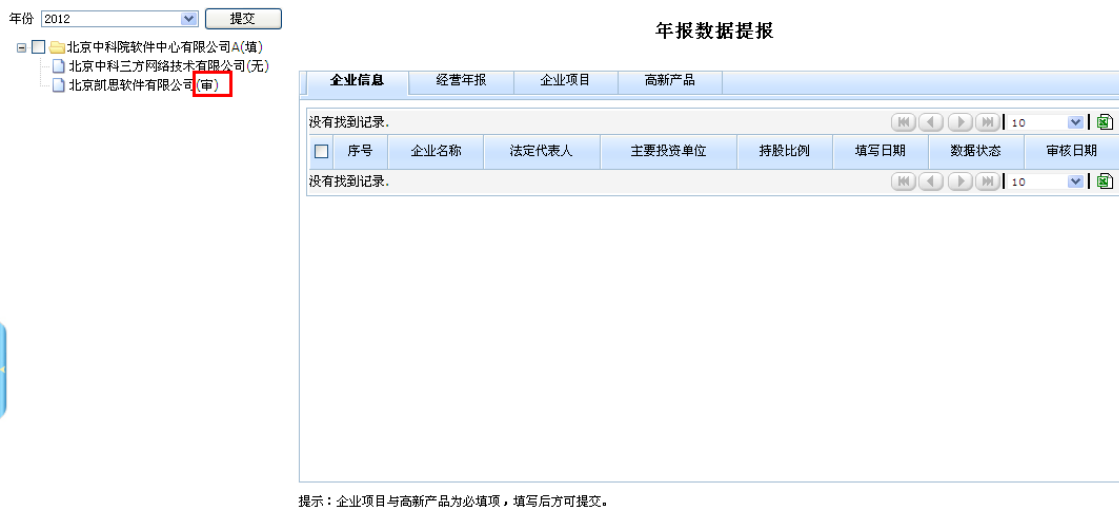 年份 2012 提交
北京中科院软件中心有限公司A(填)
北京中科三方网络技术有限公司(无)
北京凯思软件有限公司(审)
年报数据提报
企业信息 经营年报 企业项目 高新产品
没有找到记录. 10
序号 企业名称 法定代表人 主要投资单位 持股比例 填写日期 数据状态 审核日期
没有找到记录. 10
提示：企业项目与高新产品为必填项，填写后方可提交。